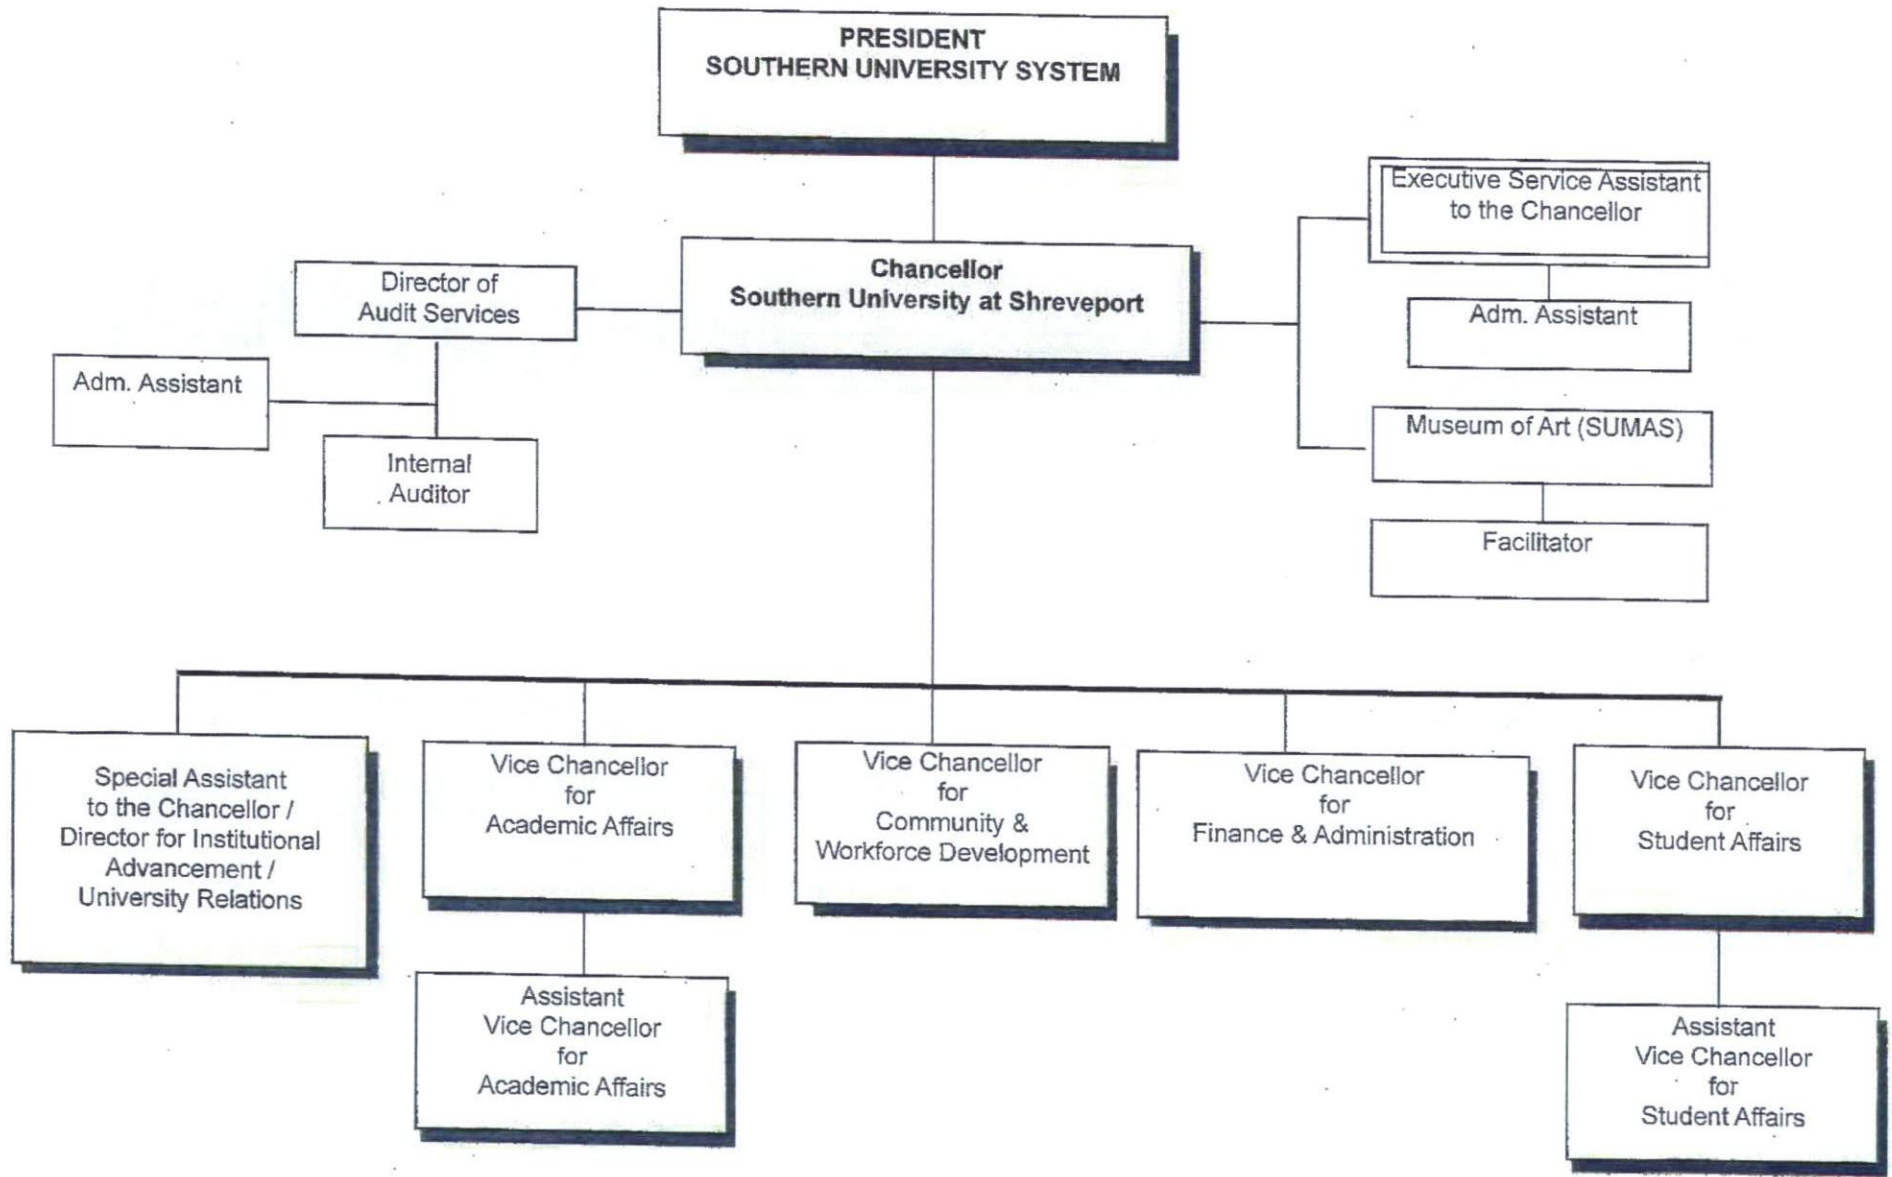 PRESIDENT
SOUTHERN UNIVERSITY SYSTEM
Executive Service Assistant
to the Chancellor
Chancellor
Southern University at Shreveport
Director of
Audit Services
Adm. Assistant
Adm. Assistant
Museum of Art (SUMAS)
Internal
Auditor
Facilitator
Special Assistant
to the Chancellor /
Director for Institutional
Advancement /
University Relations
Vice Chancellor
for
Academic Affairs
Vice Chancellor
for
Community &
Workforce Development
Vice Chancellor
for
Finance & Administration
Vice Chancellor
for
Student Affairs
Assistant
Vice Chancellor
for
Academic Affairs
Assistant
Vice Chancellor
for
Student Affairs